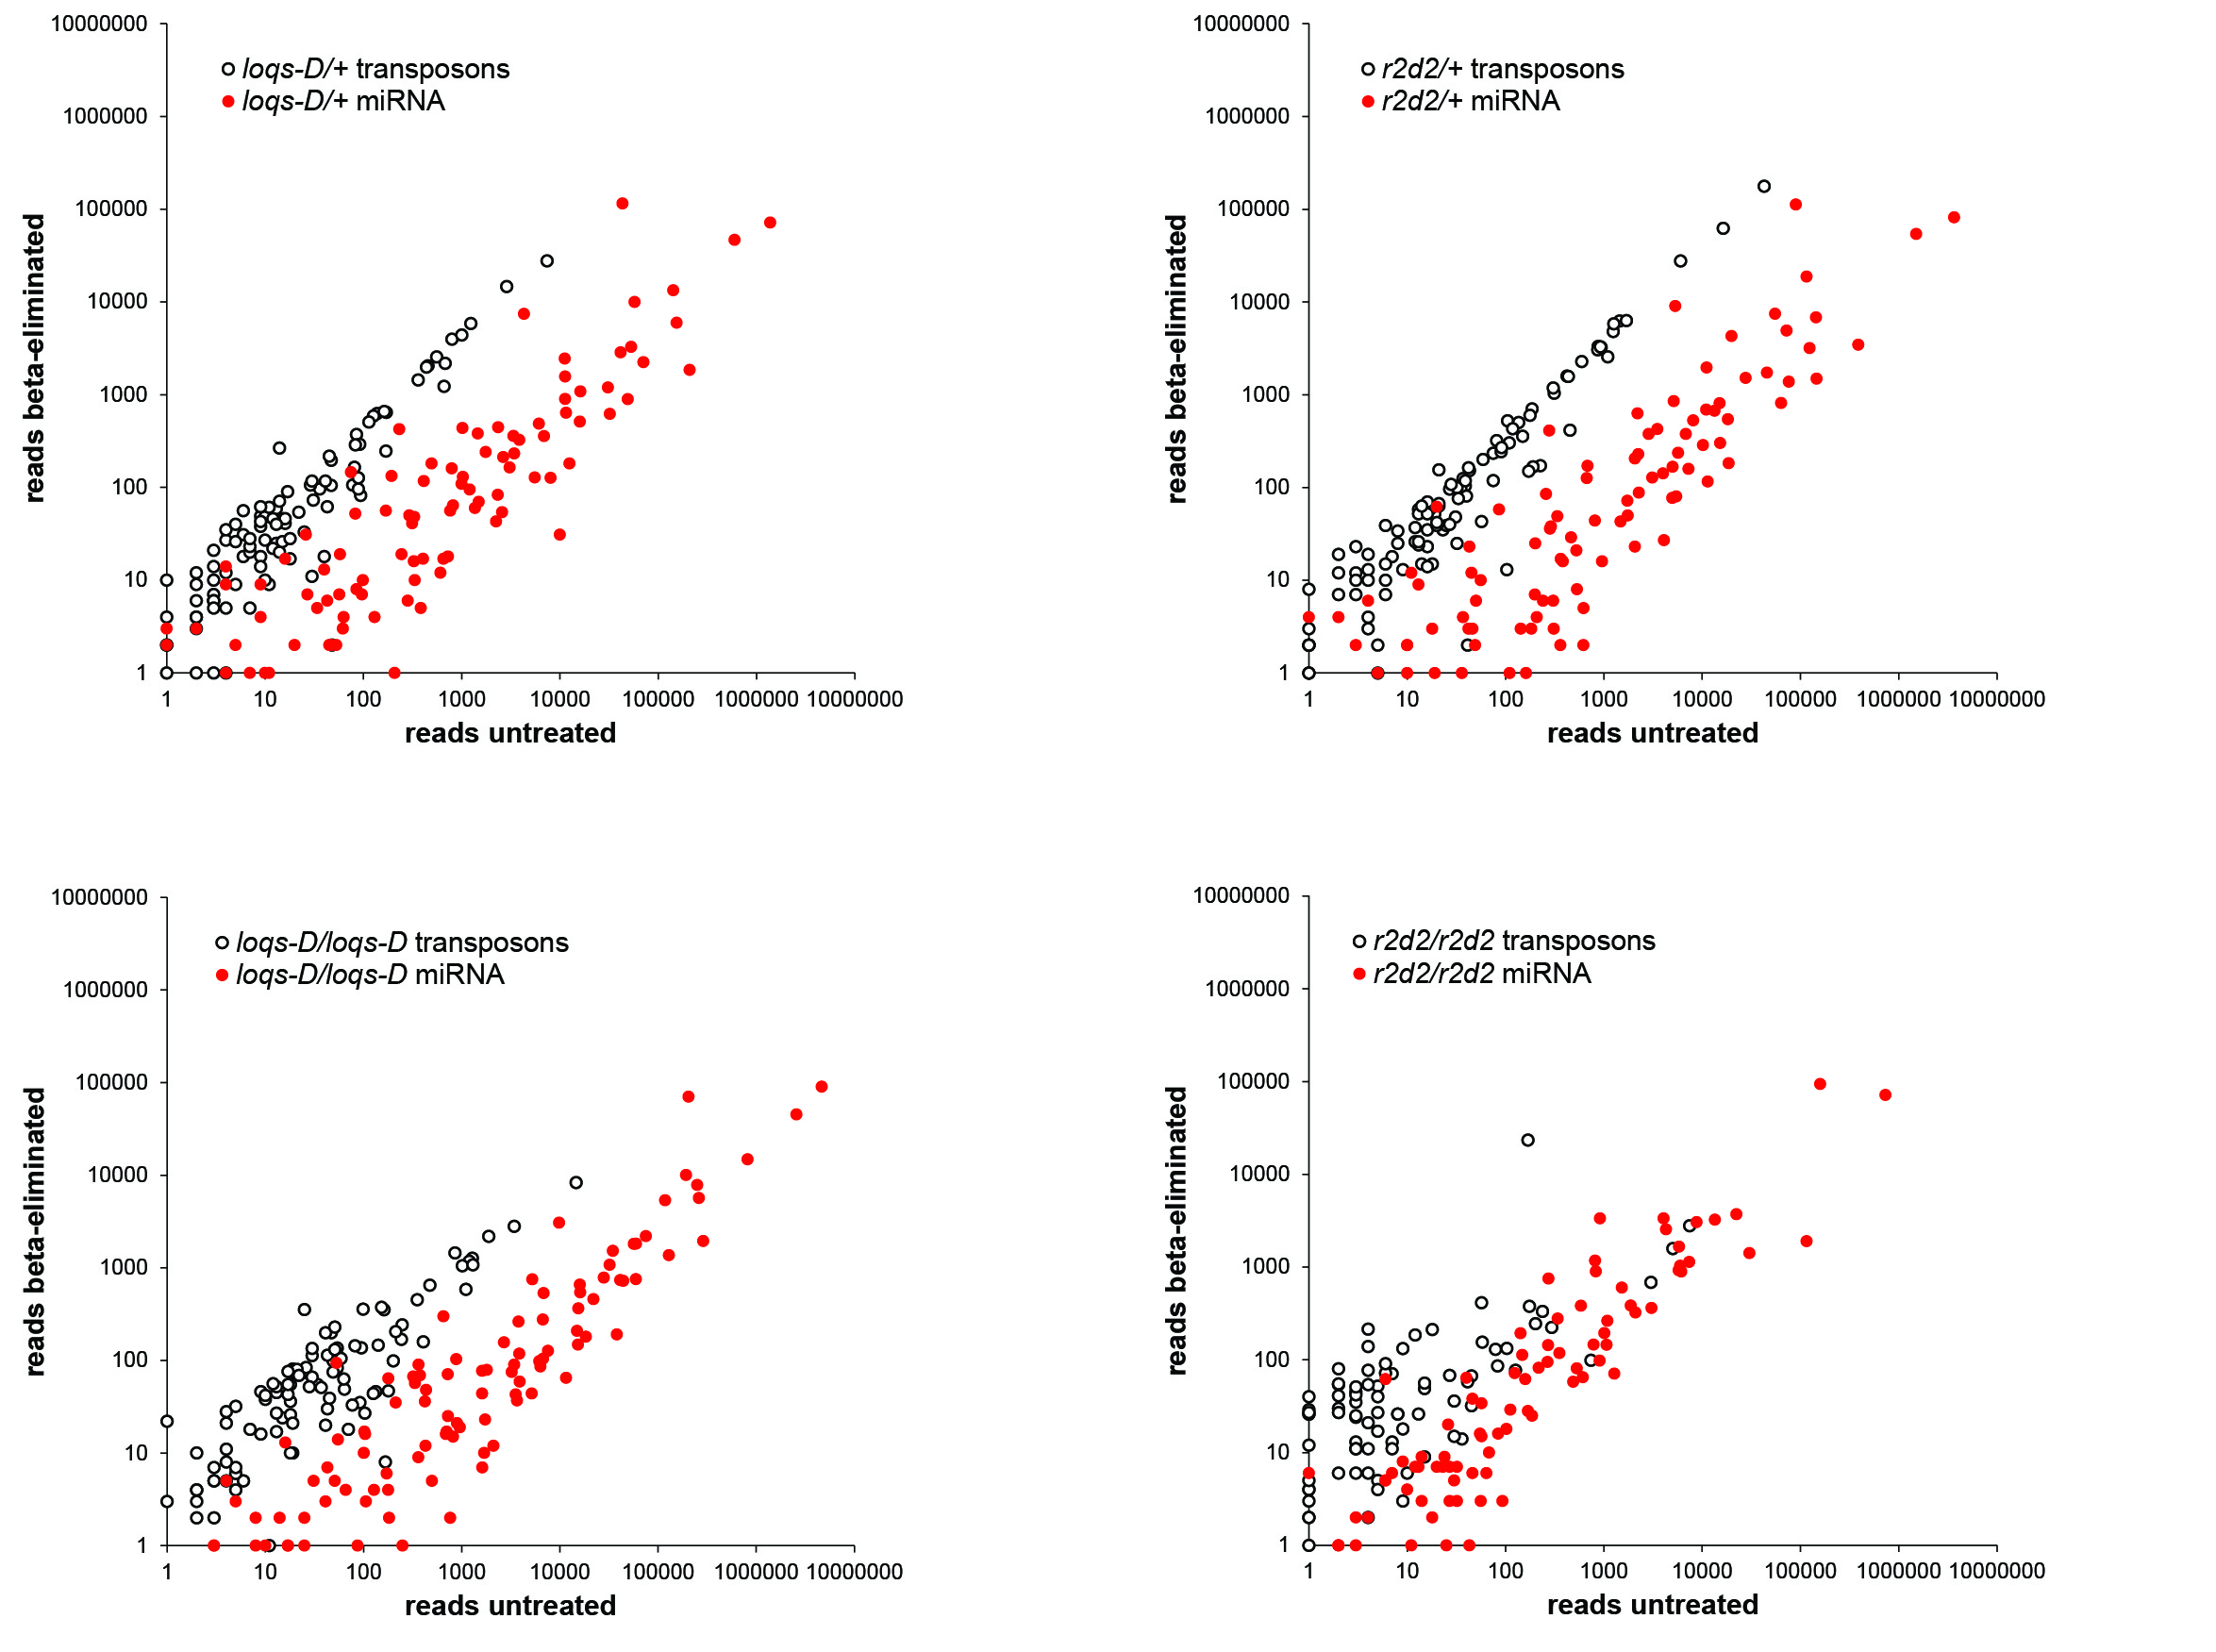 10000000
1000000
100000
10000
1000
100
10
1
loqs-D/+ transposons
loqs-D/+ miRNA
reads beta-eliminated
1 10 100 1000 10000 100000 1000000 10000000
reads untreated
10000000
1000000
100000
10000
1000
100
10
1
r2d2/+ transposons
r2d2/+ miRNA
reads beta-eliminated
1 10 100 1000 10000 100000 1000000 10000000
reads untreated
10000000
1000000
100000
10000
1000
100
10
1
loqs-D/loqs-D transposons
loqs-D/loqs-D miRNA
reads beta-eliminated
1 10 100 1000 10000 100000 1000000 10000000
reads untreated
10000000
1000000
100000
10000
1000
100
10
1
r2d2/r2d2 transposons
r2d2/r2d2 miRNA
reads beta-eliminated
1 10 100 1000 10000 100000 1000000 10000000
reads untreated